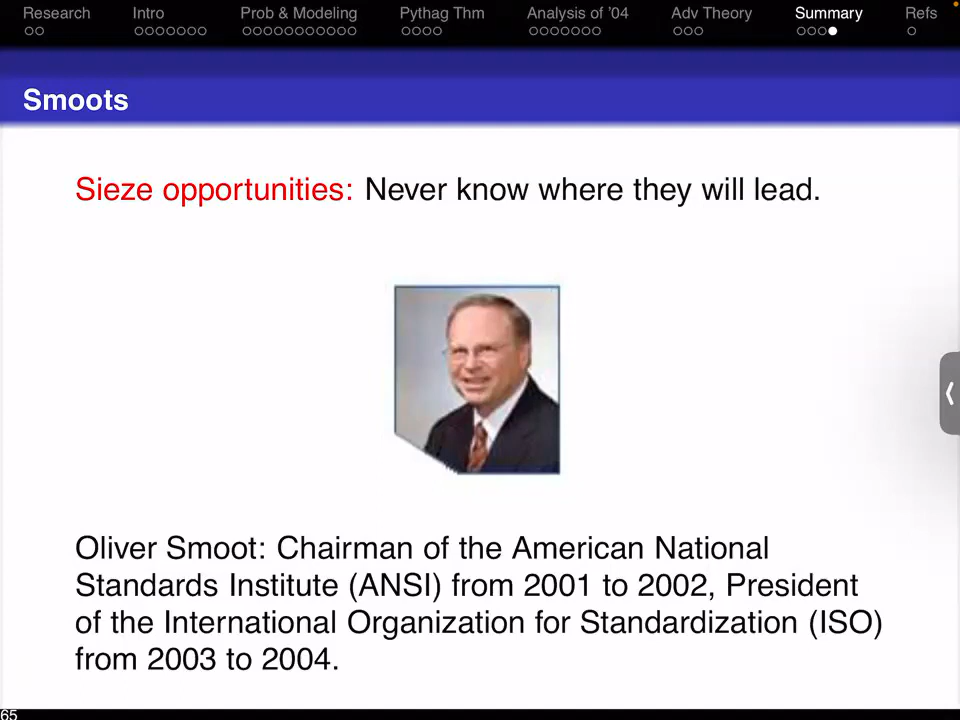 Research Intro Prob & Modeling Pythag Thm Analysis of '04 Adv Theory Summary Refs
Smoots
Sieze opportunities: Never know where they will lead.
Oliver Smoot: Chairman of the American National
Standards Institute (ANSI) from 2001 to 2002, President
of the International Organization for Standardization (ISO)
from 2003 to 2004.
65